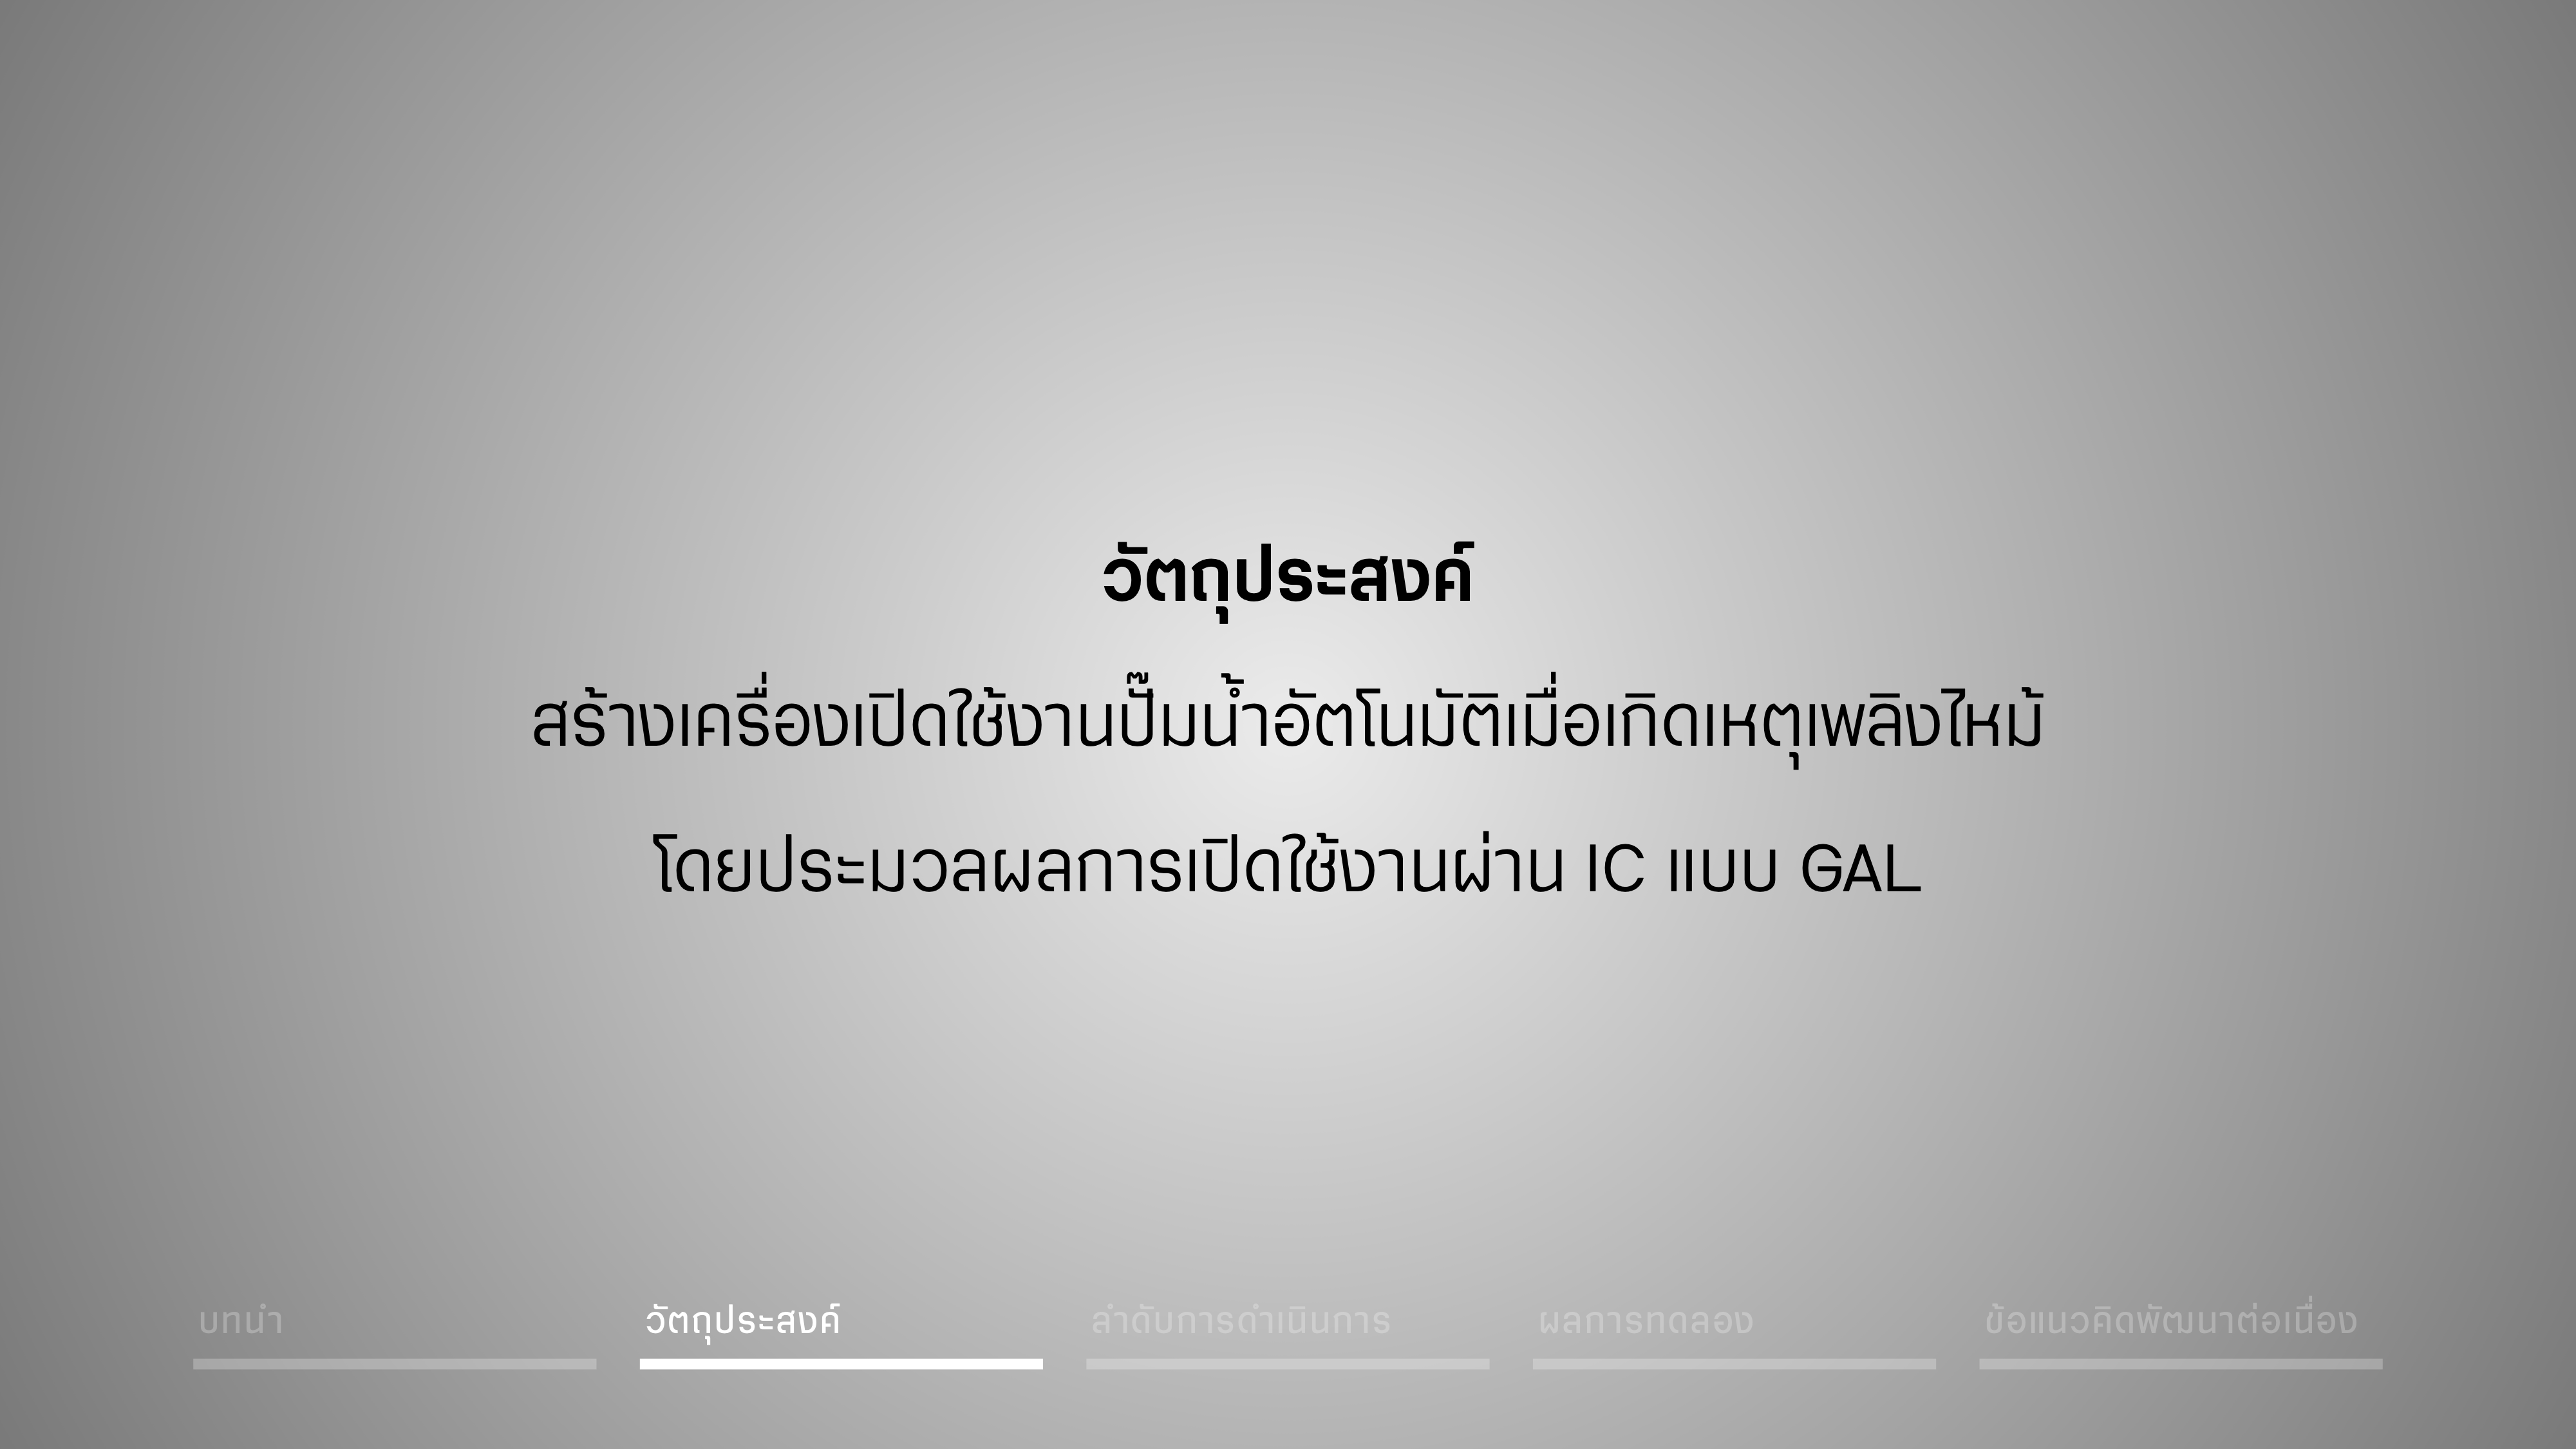 วัตถุประสงค์
สร้างเครื่องเปิดใช้งานปั๊มน้ำอัตโนมัติเมื่อเกิดเหตุเพลิงไหม้
โดยประมวลผลการเปิดใช้งานผ่าน IC แบบ GAL
บทนำ
วัตถุประสงค์
ลำดับการดำเนินการ
ผลการทดลอง
ข้อแนวคิดพัฒนาต่อเนื่อง